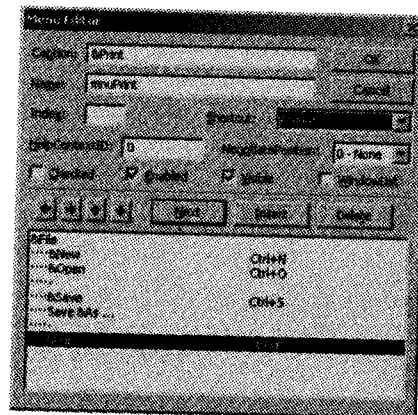 Menu Editor
Caption: &Print OK
Name: mnuPrint Cancel
Index: Shortcut:
HelpContextID: 0 NegotiatePosition: 0 - None
Checked Enabled Visible WindowList
Next Insert Delete
&File
····&New Ctrl+N
····&Open Ctrl+O
····-
····&Save Ctrl+S
····Save &As ...
····-